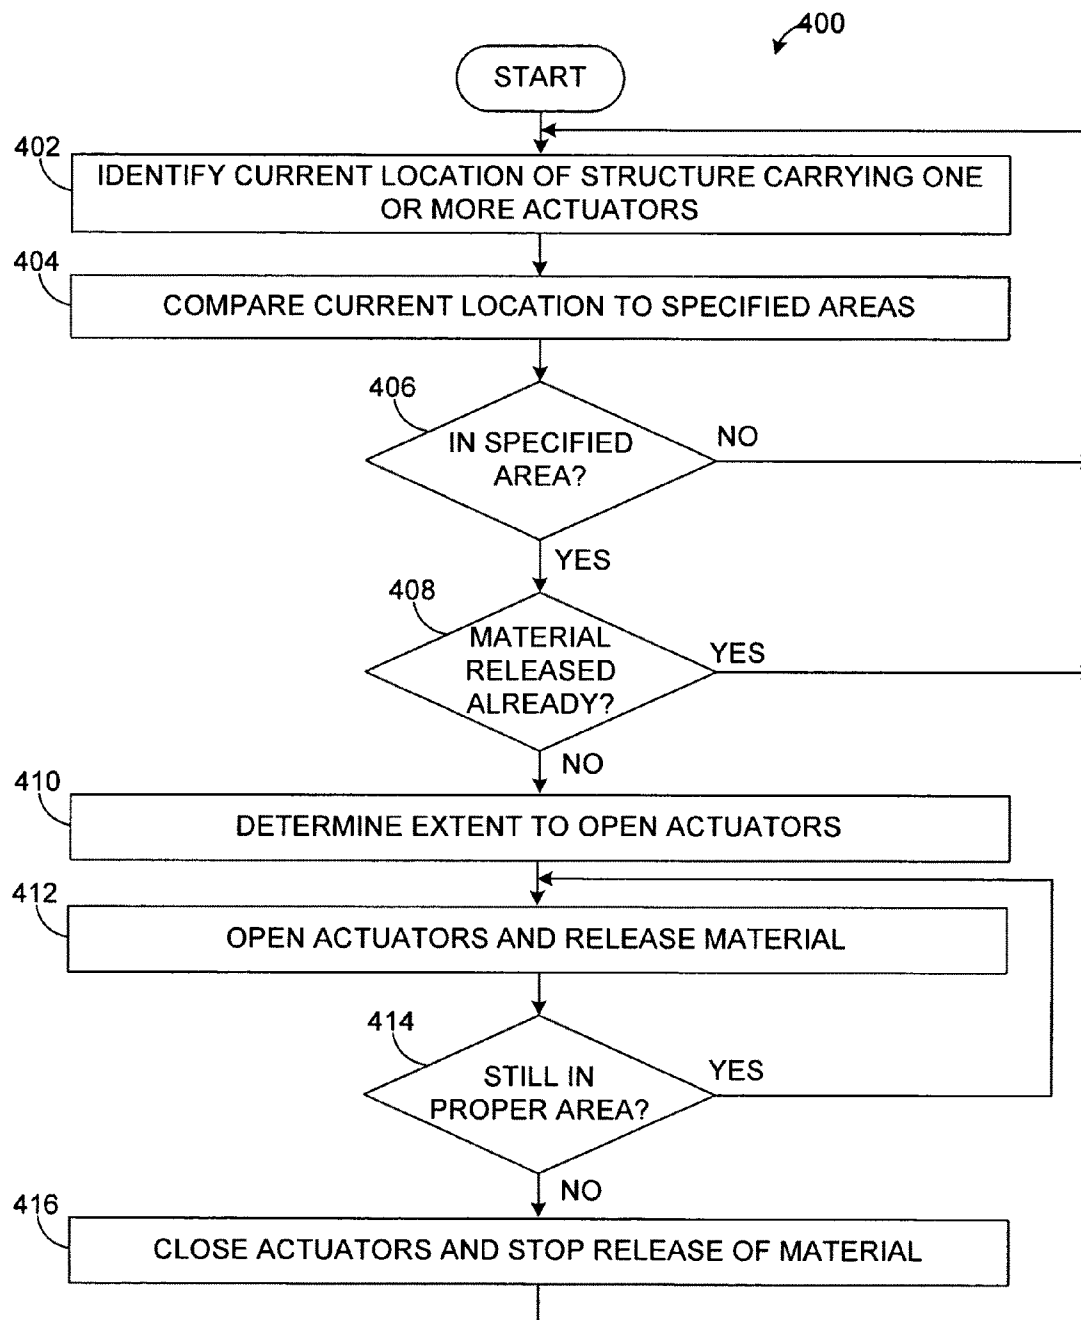 400
START
402
IDENTIFY CURRENT LOCATION OF STRUCTURE CARRYING ONE
OR MORE ACTUATORS
404
COMPARE CURRENT LOCATION TO SPECIFIED AREAS
406
IN SPECIFIED
AREA?
NO
YES
408
MATERIAL
RELEASED
ALREADY?
YES
NO
410
DETERMINE EXTENT TO OPEN ACTUATORS
412
OPEN ACTUATORS AND RELEASE MATERIAL
414
STILL IN
PROPER AREA?
YES
NO
416
CLOSE ACTUATORS AND STOP RELEASE OF MATERIAL